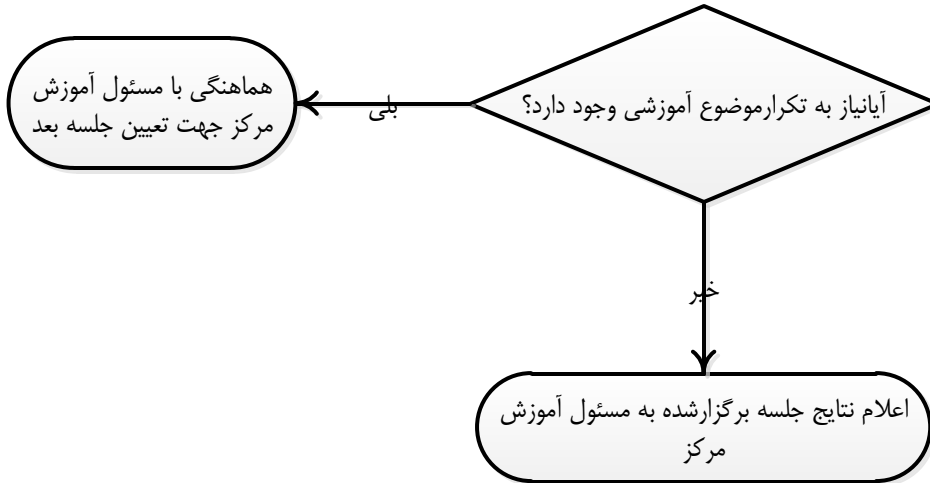 آیانیاز به تکرارموضوع آموزشی وجود دارد؟
بلی
هماهنگی با مسئول آموزش
مرکز جهت تعیین جلسه بعد
خیر
اعلام نتایج جلسه برگزارشده به مسئول آموزش
مرکز